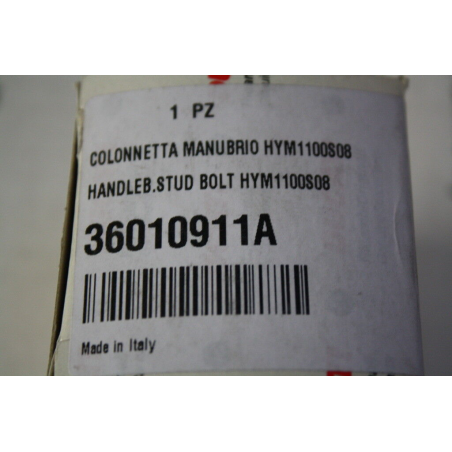 1 PZ
COLONNETTA MANUBRIO HYM1100S08
HANDLEB.STUD BOLT HYM1100S08
36010911A
Made in Italy